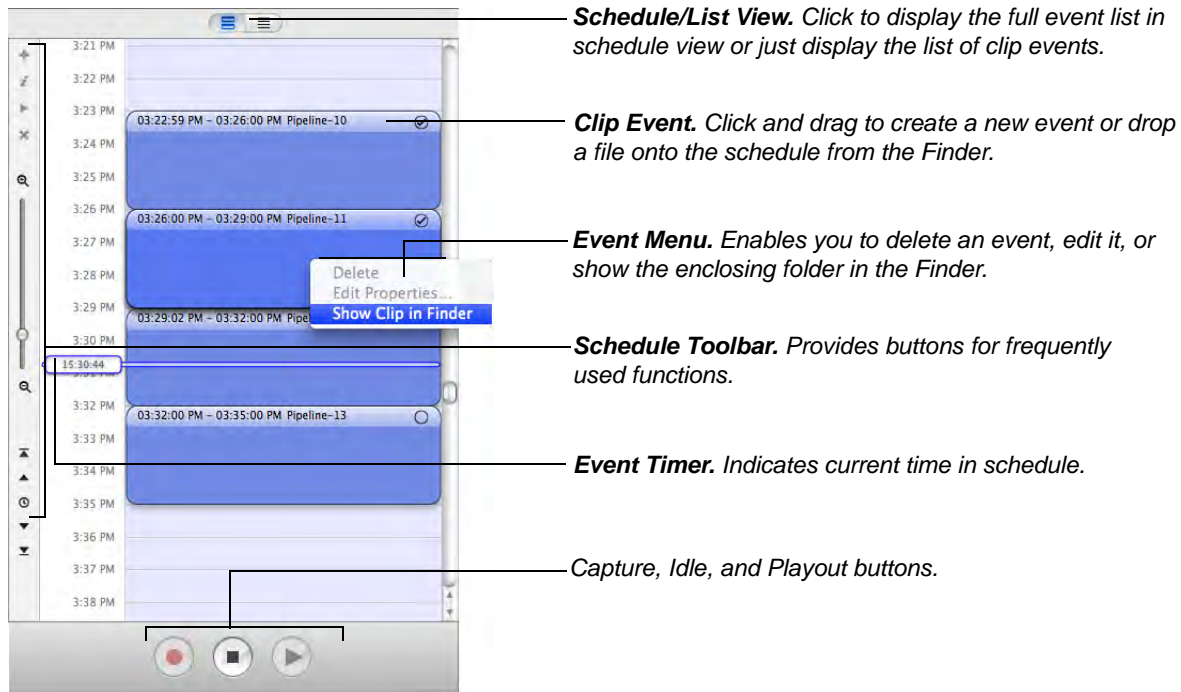 Schedule/List View. Click to display the full event list in
schedule view or just display the list of clip events.
3:21 PM
3:22 PM
3:23 PM
03:22:59 PM – 03:26:00 PM Pipeline–10
Clip Event. Click and drag to create a new event or drop
a file onto the schedule from the Finder.
3:24 PM
3:25 PM
3:26 PM
03:26:00 PM – 03:29:00 PM Pipeline–11
3:27 PM
Event Menu. Enables you to delete an event, edit it, or
show the enclosing folder in the Finder.
3:28 PM
Delete
Edit Properties...
Show Clip in Finder
3:29 PM
03:29:02 PM – 03:32:00 PM Pipe
3:30 PM
Schedule Toolbar. Provides buttons for frequently
used functions.
15:30:44
3:32 PM
03:32:00 PM – 03:35:00 PM Pipeline–13
3:33 PM
3:34 PM
Event Timer. Indicates current time in schedule.
3:35 PM
3:36 PM
3:37 PM
Capture, Idle, and Playout buttons.
3:38 PM